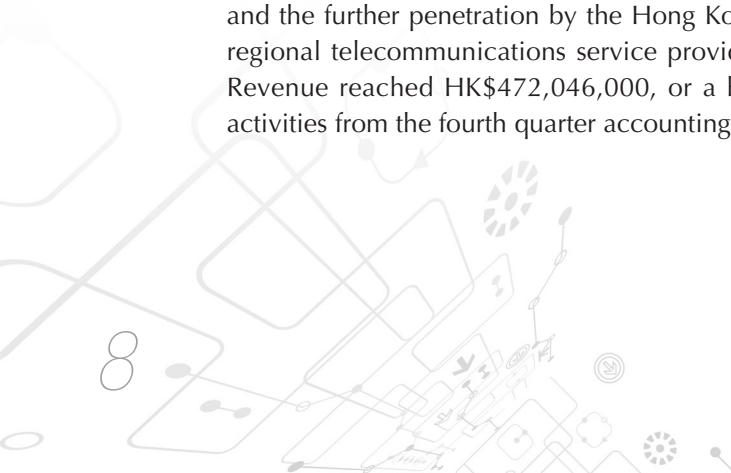 and the further penetration by the Hong Ko
regional telecommunications service provi
Revenue reached HK$472,046,000, or a
activities from the fourth quarter accounting
8